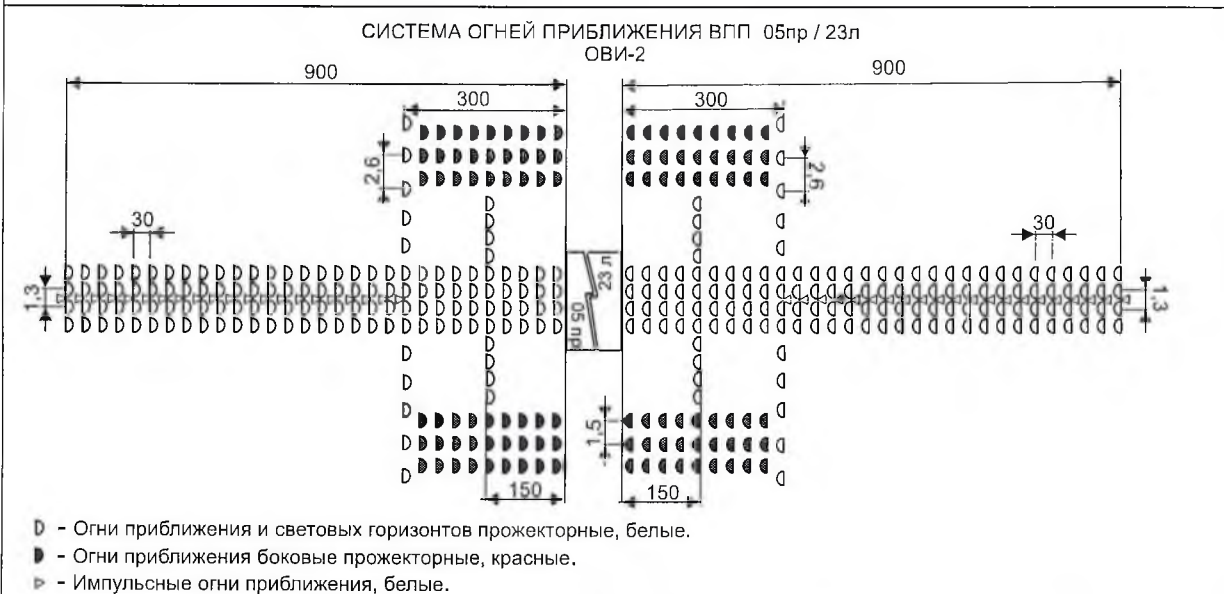 СИСТЕМА ОГНЕЙ ПРИБЛИЖЕНИЯ ВПП 05пр / 23л
ОВИ-2
900
900
300
300
2,6
2,6
30
30
1,3
1,3
23 л
05 пр
1,5
150
150
- Огни приближения и световых горизонтов прожекторные, белые.
- Огни приближения боковые прожекторные, красные.
- Импульсные огни приближения, белые.